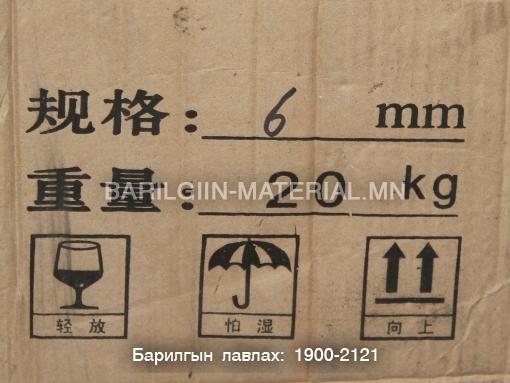 规格: 6 mm
重量: 20 kg
BARILGIIN-MATERIAL.MN
轻放 怕湿 向上
Барилгын лавлах: 1900-2121